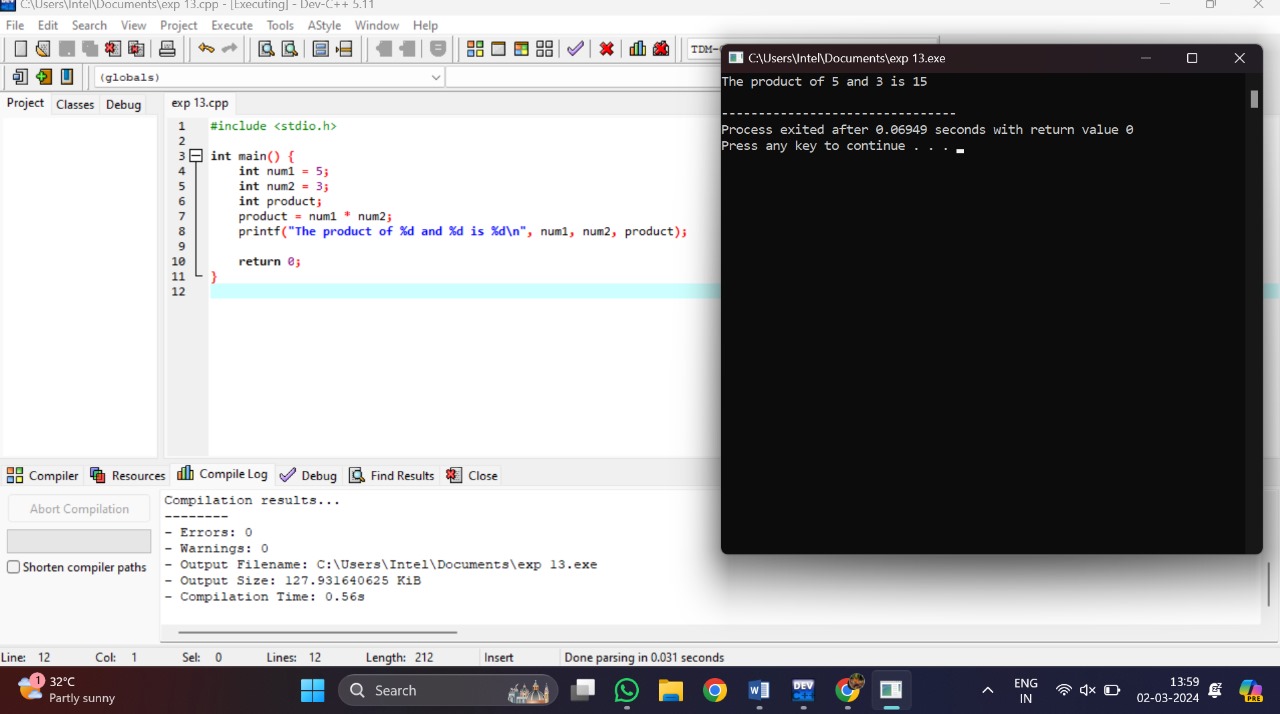 C:\Users\Intel\Documents\exp 13.cpp - [Executing] - Dev-C++ 5.11
File Edit Search View Project Execute Tools AStyle Window Help
(globals)
Project Classes Debug
exp 13.cpp
1 #include <stdio.h>
2
3 int main() {
4 int num1 = 5;
5 int num2 = 3;
6 int product;
7 product = num1 * num2;
8 printf("The product of %d and %d is %d\n", num1, num2, product);
9
10 return 0;
11 }
12
C:\Users\Intel\Documents\exp 13.exe
The product of 5 and 3 is 15
--------------------------------
Process exited after 0.06949 seconds with return value 0
Press any key to continue . . .
Compiler Resources Compile Log Debug Find Results Close
Abort Compilation
Shorten compiler paths
Compilation results...
--------
- Errors: 0
- Warnings: 0
- Output Filename: C:\Users\Intel\Documents\exp 13.exe
- Output Size: 127.931640625 KiB
- Compilation Time: 0.56s
Line: 12 Col: 1 Sel: 0 Lines: 12 Length: 212 Insert Done parsing in 0.031 seconds
1
32°C
Partly sunny
Search
W
DEV
C++
ENG
IN
13:59
02-03-2024
PRE